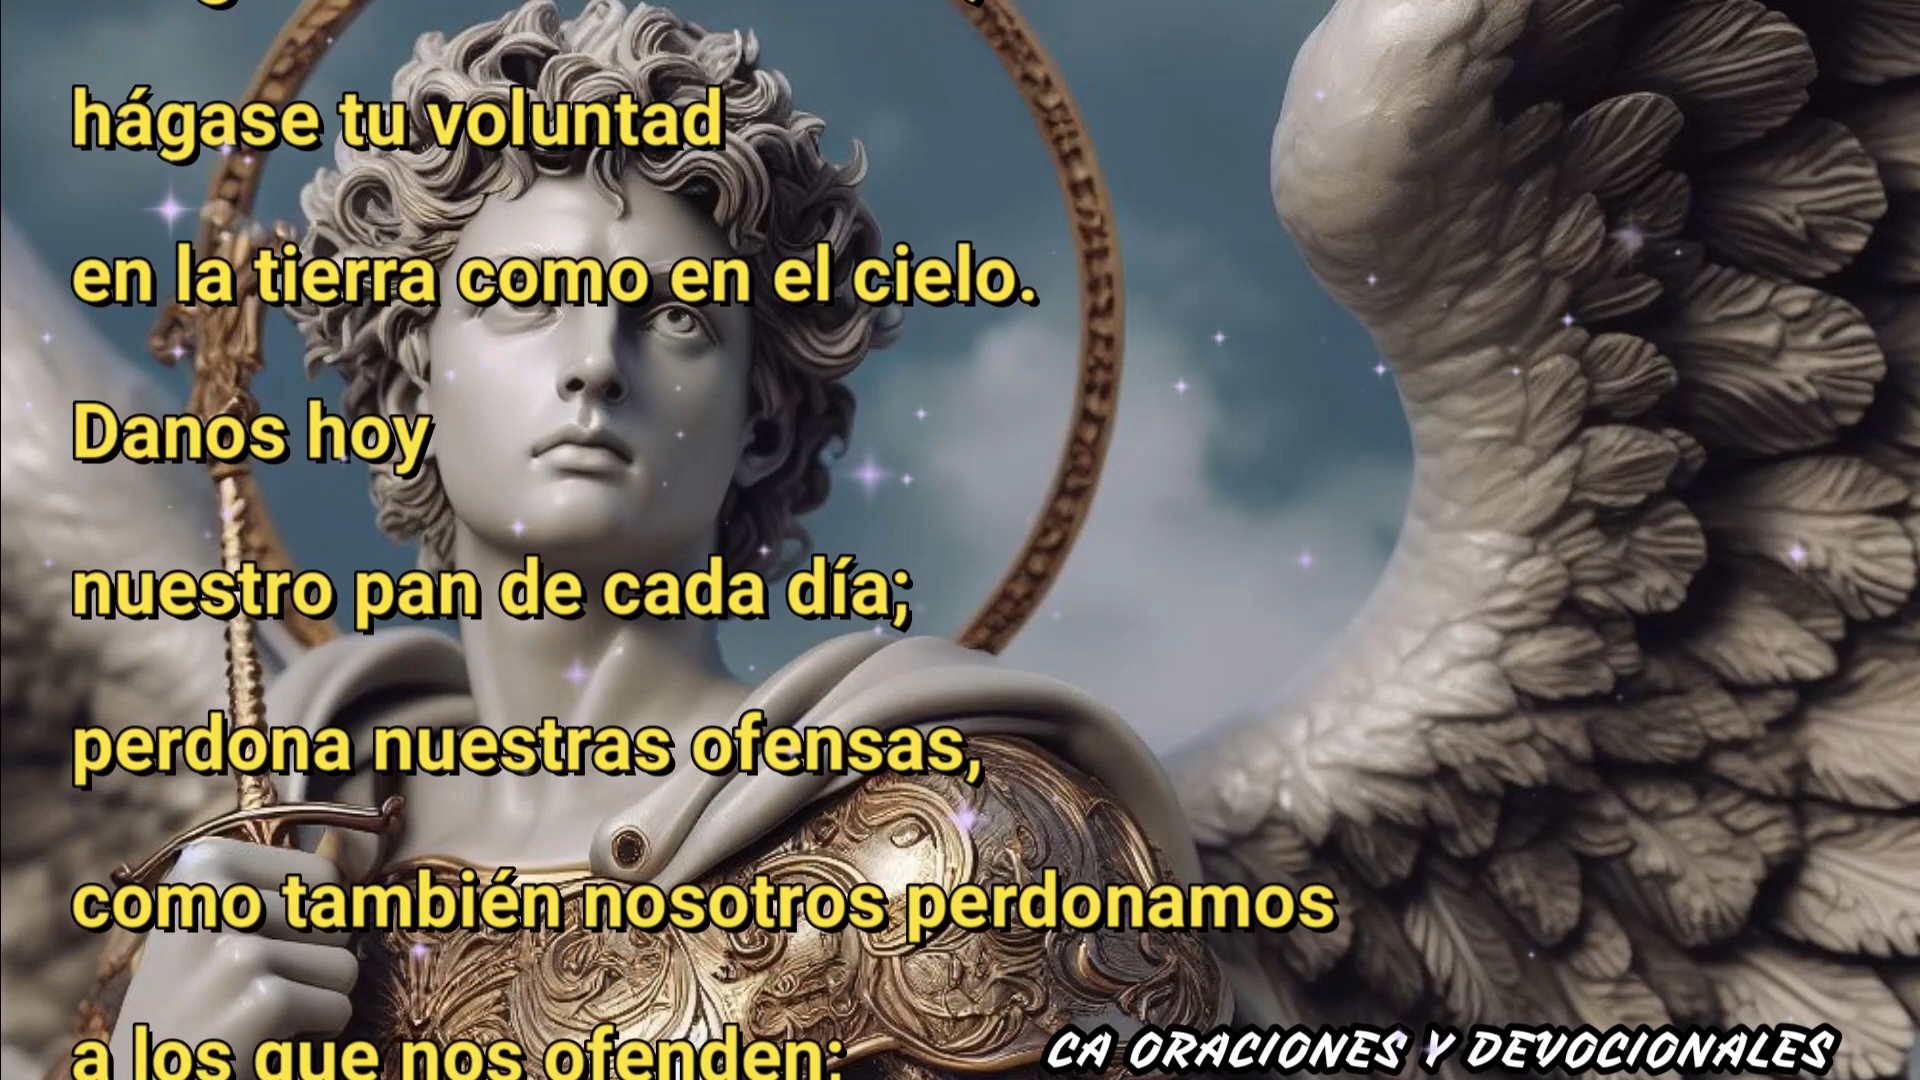 hágase tu voluntad
en la tierra como en el cielo.
Danos hoy
nuestro pan de cada día;
perdona nuestras ofensas,
como también nosotros perdonamos
a los que nos ofenden;
CA ORACIONES Y DEVOCIONALES